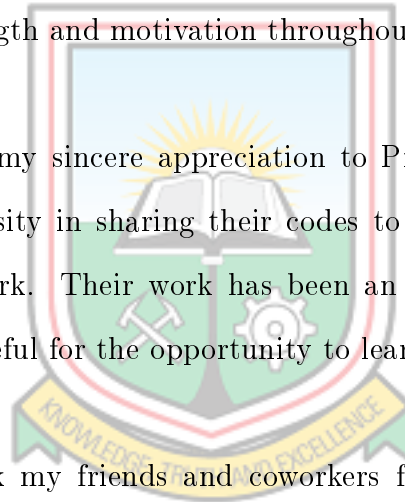 gth and motivation throughou
my sincere appreciation to P
sity in sharing their codes to
rk. Their work has been an
eful for the opportunity to lear
k my friends and coworkers f
KNOWLEDGE, TRUTH AND EXCELLENCE